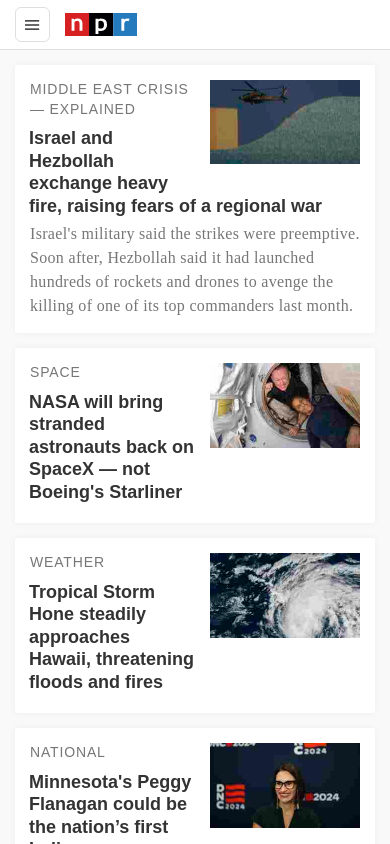 npr
MIDDLE EAST CRISIS
— EXPLAINED
Israel and
Hezbollah
exchange heavy
fire, raising fears of a regional war
Israel's military said the strikes were preemptive.
Soon after, Hezbollah said it had launched
hundreds of rockets and drones to avenge the
killing of one of its top commanders last month.
SPACE
NASA will bring
stranded
astronauts back on
SpaceX — not
Boeing's Starliner
WEATHER
Tropical Storm
Hone steadily
approaches
Hawaii, threatening
floods and fires
NATIONAL
Minnesota's Peggy
Flanagan could be
the nation’s first
2024
DNC
2024
2024